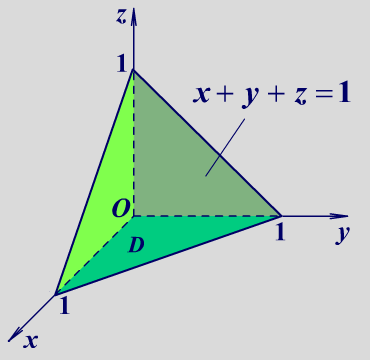 z
1
x + y + z = 1
O
D
1
y
1
x